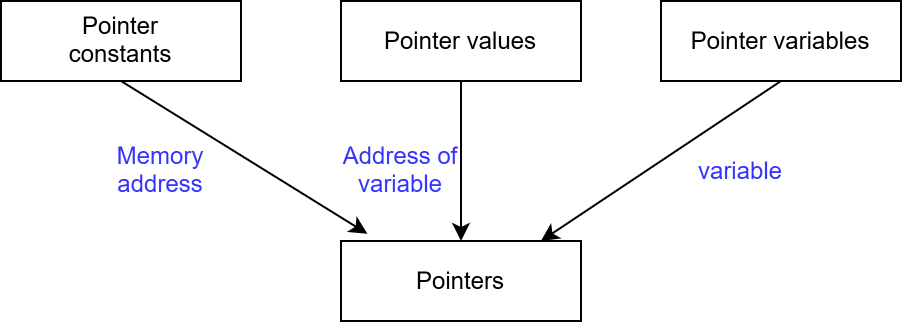 Pointer
constants
Pointer values
Pointer variables
Memory
address
Address of
variable
variable
Pointers